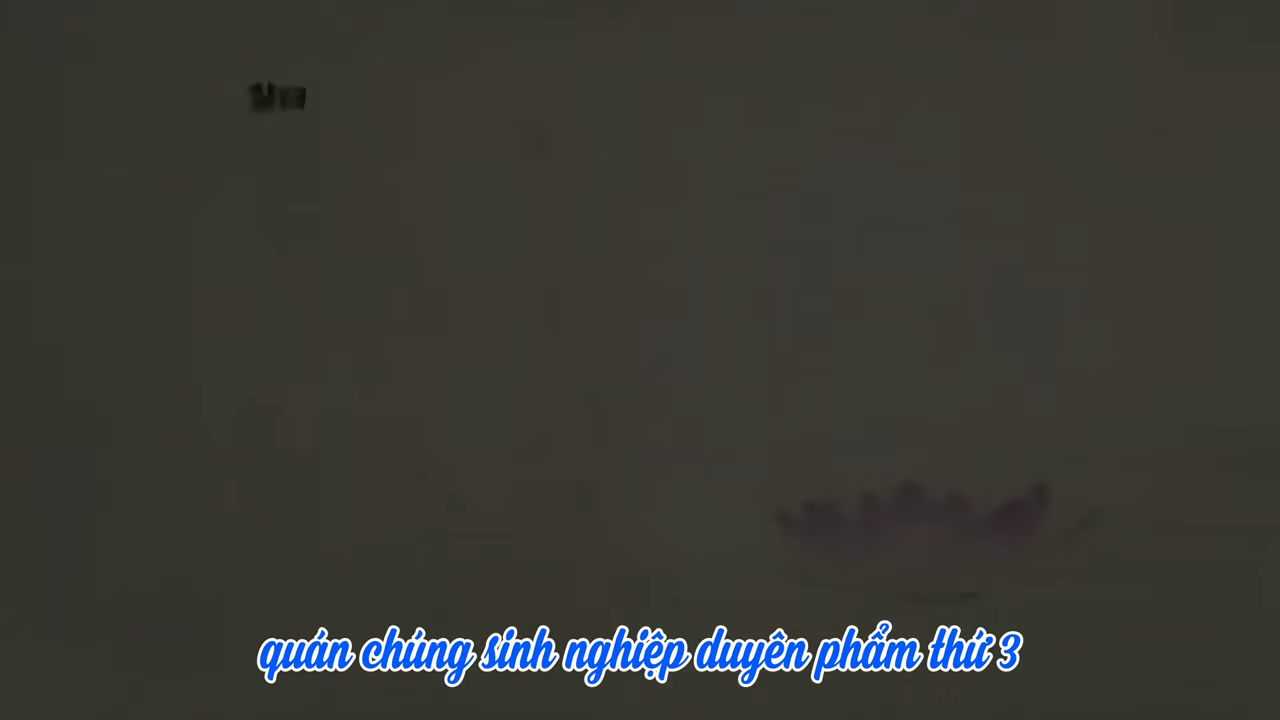 quán chúng sinh nghiệp duyên phẩm thứ 3